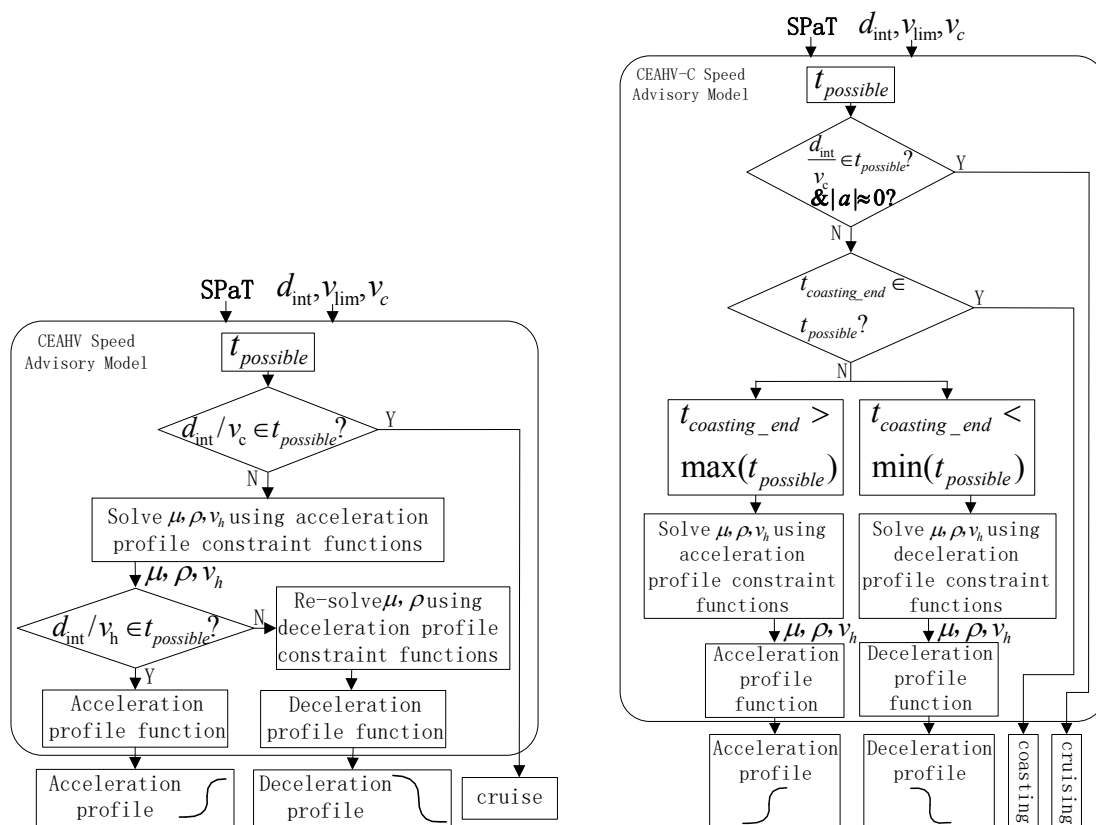 SPaT d_int, v_lim, v_c
CEAHV Speed
Advisory Model
t_possible
d_int / v_c ∈ t_possible?
Y
N
Solve μ, ρ, v_h using acceleration
profile constraint functions
μ, ρ, v_h
d_int / v_h ∈ t_possible?
N
Y
Re-solve μ, ρ using
deceleration profile
constraint functions
Acceleration
profile function
Deceleration
profile function
Acceleration
profile
Deceleration
profile
cruise
SPaT d_int, v_lim, v_c
CEAHV-C Speed
Advisory Model
t_possible
d_int / v_c ∈ t_possible?
&|a|≈0?
Y
N
t_coasting_end ∈
t_possible?
Y
N
t_coasting_end >
max(t_possible)
t_coasting_end <
min(t_possible)
Solve μ, ρ, v_h using
acceleration
profile constraint
functions
Solve μ, ρ, v_h using
deceleration
profile constraint
functions
μ, ρ, v_h
μ, ρ, v_h
Acceleration
profile
function
Deceleration
profile
function
Acceleration
profile
Deceleration
profile
coasting
cruising